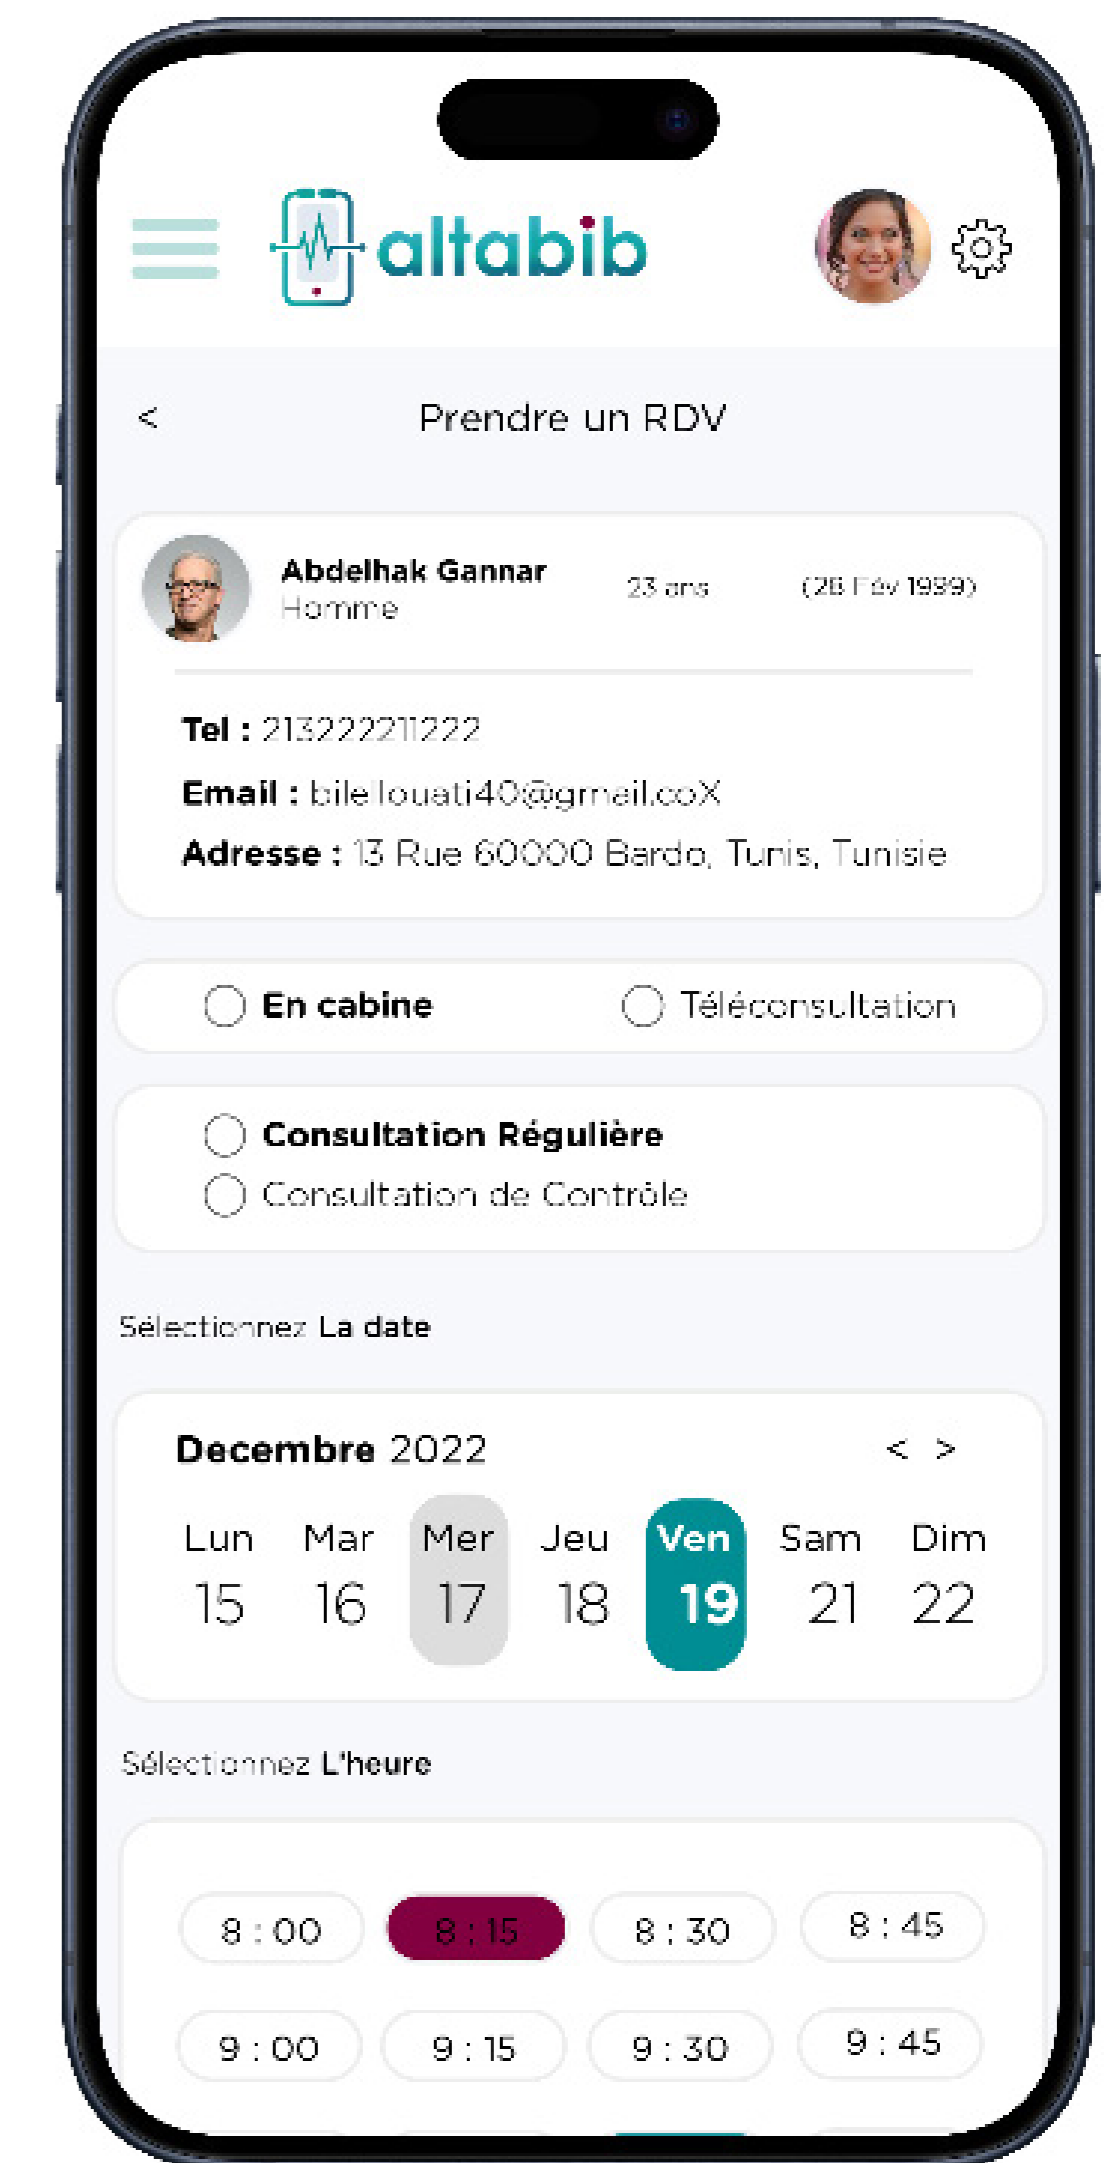 altabib
< Prendre un RDV
Abdelhak Gannar 23 ans (28 Fév 1999)
Homme
Tel : 213222211222
Email : bilellouati40@gmail.coX
Adresse : 13 Rue 60000 Bardo, Tunis, Tunisie
En cabine Téléconsultation
Consultation Régulière
Consultation de Contrôle
Sélectionnez La date
Decembre 2022 < >
Lun Mar Mer Jeu Ven Sam Dim
15 16 17 18 19 21 22
Sélectionnez L'heure
8 : 00 8 : 15 8 : 30 8 : 45
9 : 00 9 : 15 9 : 30 9 : 45